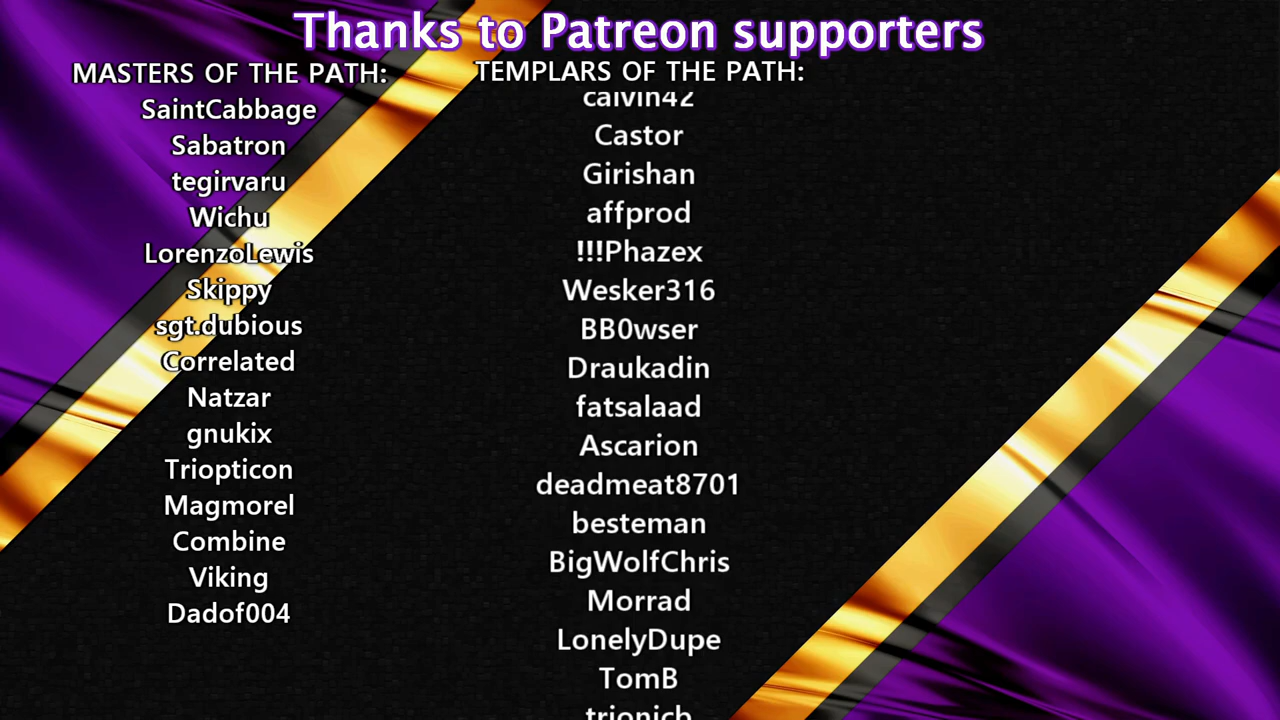 Thanks to Patreon supporters
MASTERS OF THE PATH:
SaintCabbage
Sabatron
tegirvaru
Wichu
LorenzoLewis
Skippy
sgt.dubious
Correlated
Natzar
gnukix
Triopticon
Magmorel
Combine
Viking
Dadof004
TEMPLARS OF THE PATH:
calvin42
Castor
Girishan
affprod
!!!Phazex
Wesker316
BB0wser
Draukadin
fatsalaad
Ascarion
deadmeat8701
besteman
BigWolfChris
Morrad
LonelyDupe
TomB